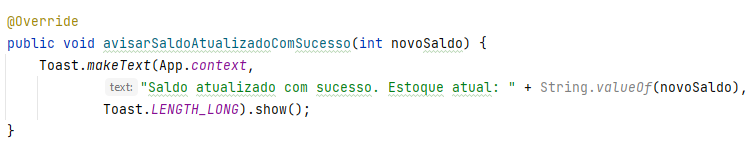 @Override
public void avisarSaldoAtualizadoComSucesso(int novoSaldo) {
Toast.makeText(App.context,
text: "Saldo atualizado com sucesso. Estoque atual: " + String.valueOf(novoSaldo),
Toast.LENGTH_LONG).show();
}